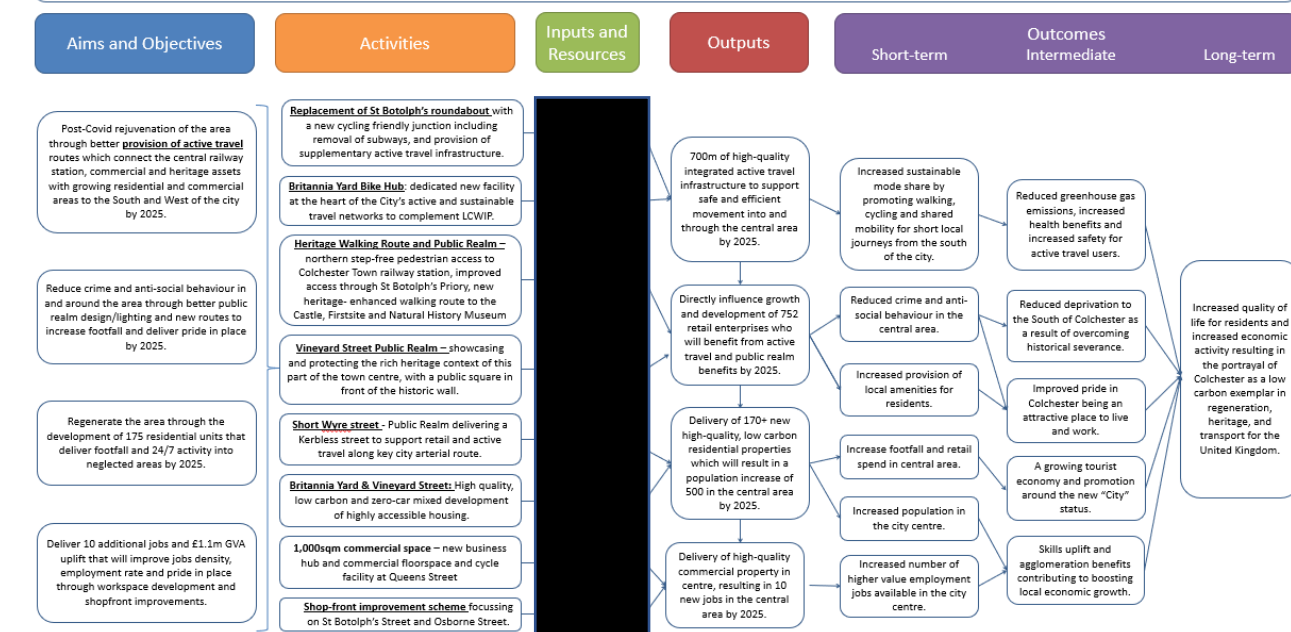 Aims and Objectives
Activities
Inputs and
Resources
Outputs
Outcomes
Short-term
Intermediate
Long-term
Post-Covid rejuvenation of the area
through better provision of active travel
routes which connect the central railway
station, commercial and heritage assets
with growing residential and commercial
areas to the South and West of the city
by 2025.
Reduce crime and anti-social behaviour in
and around the area through better public
realm design/lighting and new routes to
increase footfall and deliver pride in place
by 2025.
Regenerate the area through the
development of 175 residential units that
deliver footfall and 24/7 activity into
neglected areas by 2025.
Deliver 10 additional jobs and £1.1m GVA
uplift that will improve jobs density,
employment rate and pride in place
through workspace development and
shopfront improvements.
Replacement of St Botolph's roundabout with
a new cycling friendly junction including
removal of subways, and provision of
supplementary active travel infrastructure.
Britannia Yard Bike Hub: dedicated new facility
at the heart of the City's active and sustainable
travel networks to complement LCWIP.
Heritage Walking Route and Public Realm –
northern step-free pedestrian access to
Colchester Town railway station, improved
access through St Botolph's Priory, new
heritage- enhanced walking route to the
Castle, Firstsite and Natural History Museum
Vineyard Street Public Realm – showcasing
and protecting the rich heritage context of this
part of the town centre, with a public square in
front of the historic wall.
Short Wyre street - Public Realm delivering a
Kerbless street to support retail and active
travel along key city arterial route.
Britannia Yard & Vineyard Street: High quality,
low carbon and zero-car mixed development
of highly accessible housing.
1,000sqm commercial space – new business
hub and commercial floorspace and cycle
facility at Queens Street
Shop-front improvement scheme focussing
on St Botolph's Street and Osborne Street.
700m of high-quality
integrated active travel
infrastructure to support
safe and efficient
movement into and
through the central area
by 2025.
Directly influence growth
and development of 752
retail enterprises who
will benefit from active
travel and public realm
benefits by 2025.
Delivery of 170+ new
high-quality, low carbon
residential properties
which will result in a
population increase of
500 in the central area
by 2025.
Delivery of high-quality
commercial property in
centre, resulting in 10
new jobs in the central
area by 2025.
Increased sustainable
mode share by
promoting walking,
cycling and shared
mobility for short local
journeys from the south
of the city.
Reduced crime and anti-
social behaviour in the
central area.
Increased provision of
local amenities for
residents.
Increase footfall and retail
spend in central area.
Increased population in
the city centre.
Increased number of
higher value employment
jobs available in the city
centre.
Reduced greenhouse gas
emissions, increased
health benefits and
increased safety for
active travel users.
Reduced deprivation to
the South of Colchester as
a result of overcoming
historical severance.
Improved pride in
Colchester being an
attractive place to live
and work.
A growing tourist
economy and promotion
around the new "City"
status.
Skills uplift and
agglomeration benefits
contributing to boosting
local economic growth.
Increased quality of
life for residents and
increased economic
activity resulting in
the portrayal of
Colchester as a low
carbon exemplar in
regeneration,
heritage, and
transport for the
United Kingdom.